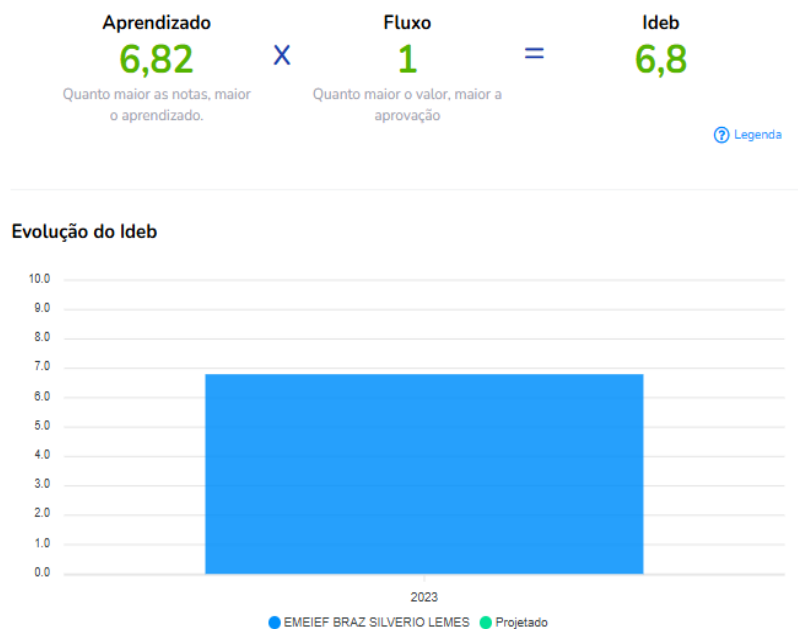 Aprendizado Fluxo Ideb
6,82 X 1 = 6,8
Quanto maior as notas, maior
o aprendizado.
Quanto maior o valor, maior a
aprovação
? Legenda
Evolução do Ideb
10.0
9.0
8.0
7.0
6.0
5.0
4.0
3.0
2.0
1.0
0.0
2023
EMEIEF BRAZ SILVERIO LEMES Projetado